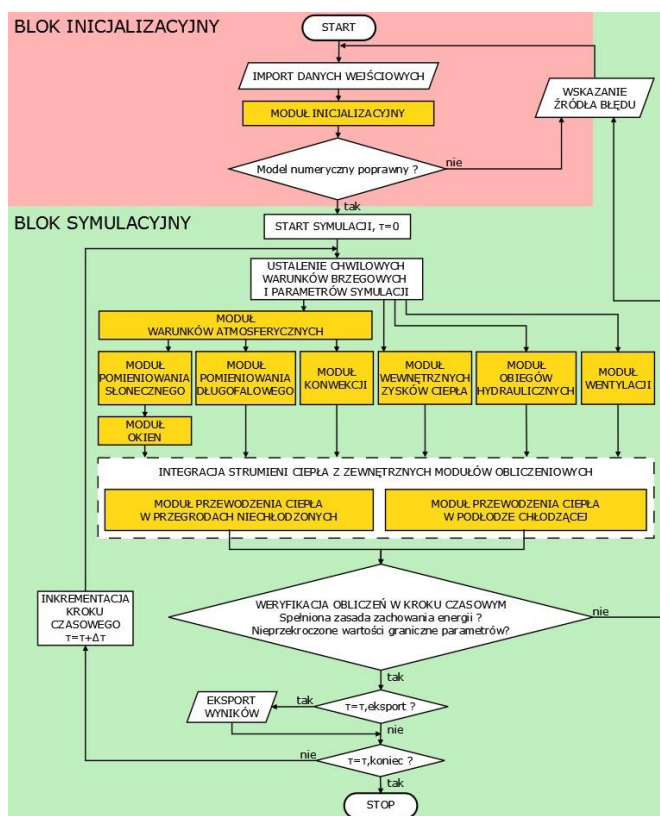 BLOK INICJALIZACYJNY
START
IMPORT DANYCH WEJŚCIOWYCH
WSKAZANIE
ŹRÓDŁA BŁĘDU
MODUŁ INICJALIZACYJNY
Model numeryczny poprawny ?
nie
tak
BLOK SYMULACYJNY
START SYMULACJI, τ=0
USTALENIE CHWILOWYCH
WARUNKÓW BRZEGOWYCH
I PARAMETRÓW SYMULACJI
MODUŁ
WARUNKÓW ATMOSFERYCZNYCH
MODUŁ
POMIENIOWANIA
SŁONECZNEGO
MODUŁ
POMIENIOWANIA
DŁUGOFALOWEGO
MODUŁ
KONWEKCJI
MODUŁ
WEWNĘTRZNYCH
ZYSKÓW CIEPŁA
MODUŁ
OBIEGÓW
HYDRAULICZNYCH
MODUŁ
WENTYLACJI
MODUŁ
OKIEN
INTEGRACJA STRUMIENI CIEPŁA Z ZEWNĘTRZNYCH MODUŁÓW OBLICZENIOWYCH
MODUŁ PRZEWODZENIA CIEPŁA
W PRZEGRODACH NIECHŁODZONYCH
MODUŁ PRZEWODZENIA CIEPŁA
W PODŁODZE CHŁODZĄCEJ
INKREMENTACJA
KROKU
CZASOWEGO
τ=τ+Δτ
WERYFIKACJA OBLICZEŃ W KROKU CZASOWYM
Spełniona zasada zachowania energii ?
Nieprzekroczone wartości graniczne parametrów?
nie
tak
EKSPORT
WYNIKÓW
tak
τ=τ,eksport ?
nie
nie
τ=τ,koniec ?
tak
STOP